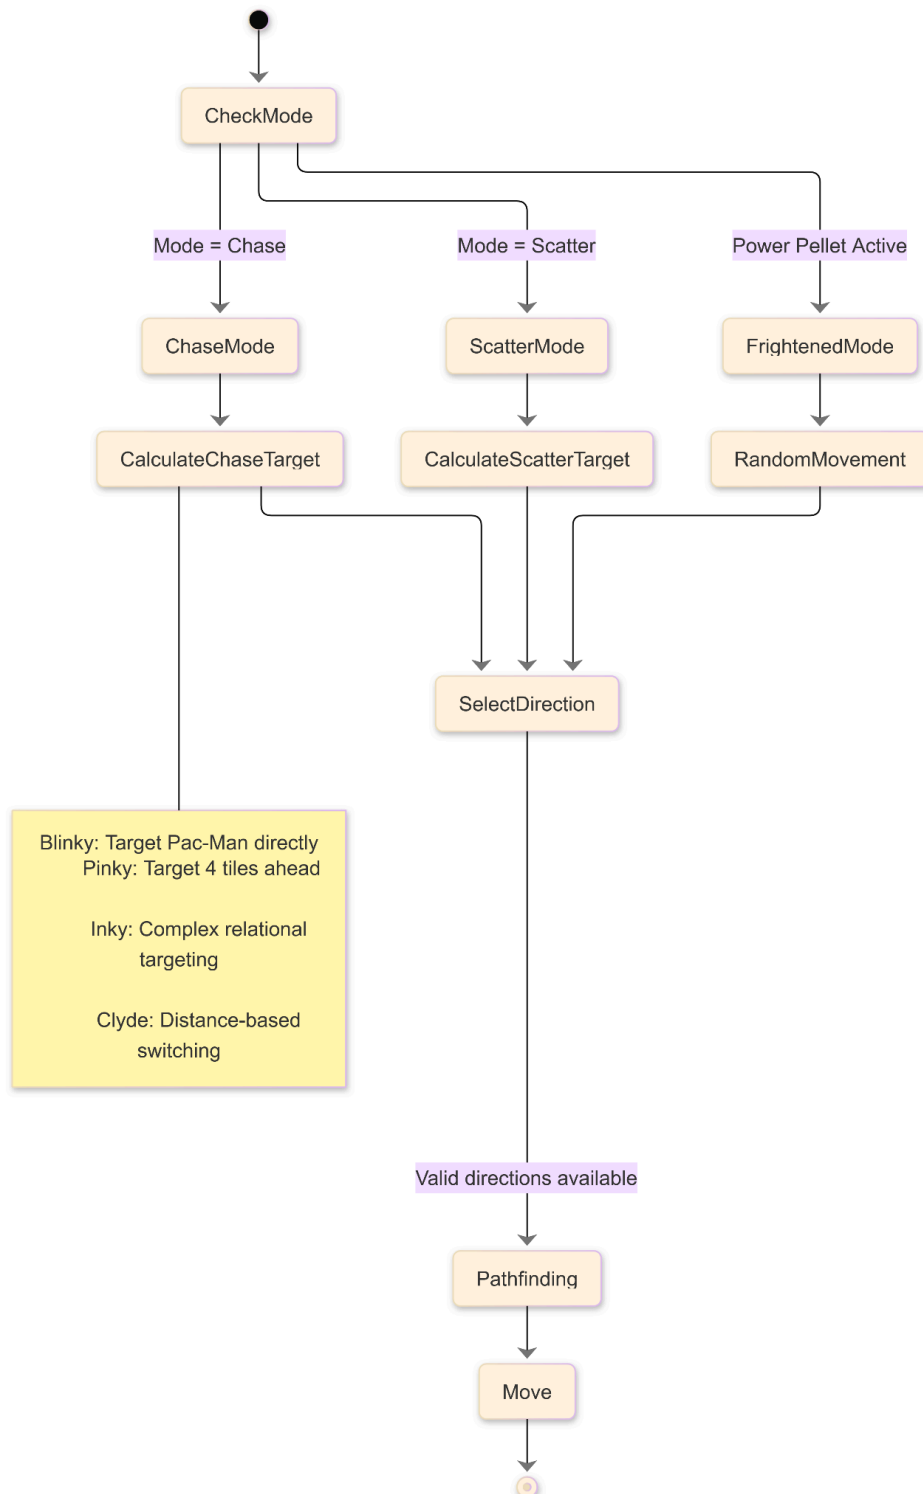 CheckMode
Mode = Chase
Mode = Scatter
Power Pellet Active
ChaseMode
ScatterMode
FrightenedMode
CalculateChaseTarget
CalculateScatterTarget
RandomMovement
SelectDirection
Blinky: Target Pac-Man directly
Pinky: Target 4 tiles ahead
Inky: Complex relational
targeting
Clyde: Distance-based
switching
Valid directions available
Pathfinding
Move